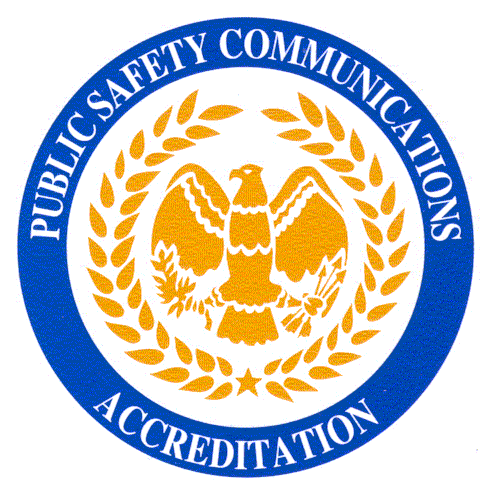 PUBLIC SAFETY COMMUNICATIONS
ACCREDITATION